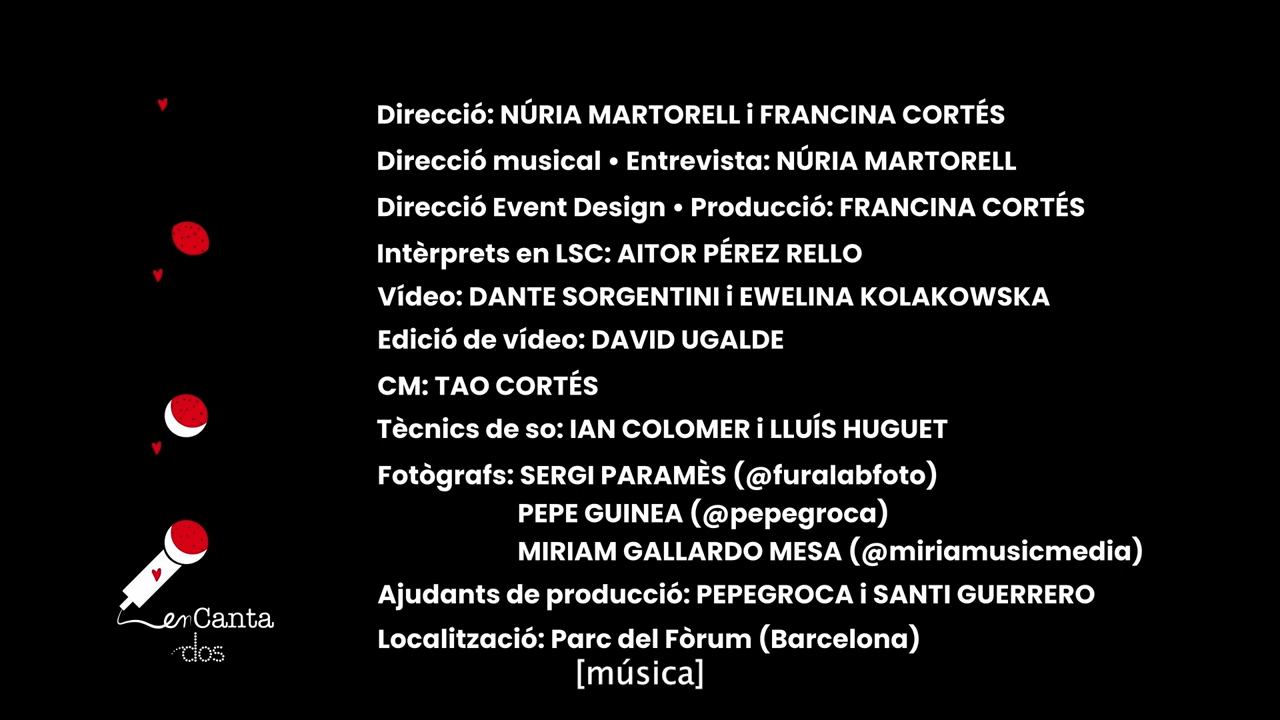 Direcció: NÚRIA MARTORELL i FRANCINA CORTÉS
Direcció musical • Entrevista: NÚRIA MARTORELL
Direcció Event Design • Producció: FRANCINA CORTÉS
Intèrprets en LSC: AITOR PÉREZ RELLO
Vídeo: DANTE SORGENTINI i EWELINA KOLAKOWSKA
Edició de vídeo: DAVID UGALDE
CM: TAO CORTÉS
Tècnics de so: IAN COLOMER i LLUÍS HUGUET
Fotògrafs: SERGI PARAMÈS (@furalabfoto)
PEPE GUINEA (@pepegroca)
MIRIAM GALLARDO MESA (@miriamusicmedia)
Ajudants de producció: PEPEGROCA i SANTI GUERRERO
Localització: Parc del Fòrum (Barcelona)
enCanta
dos
[música]